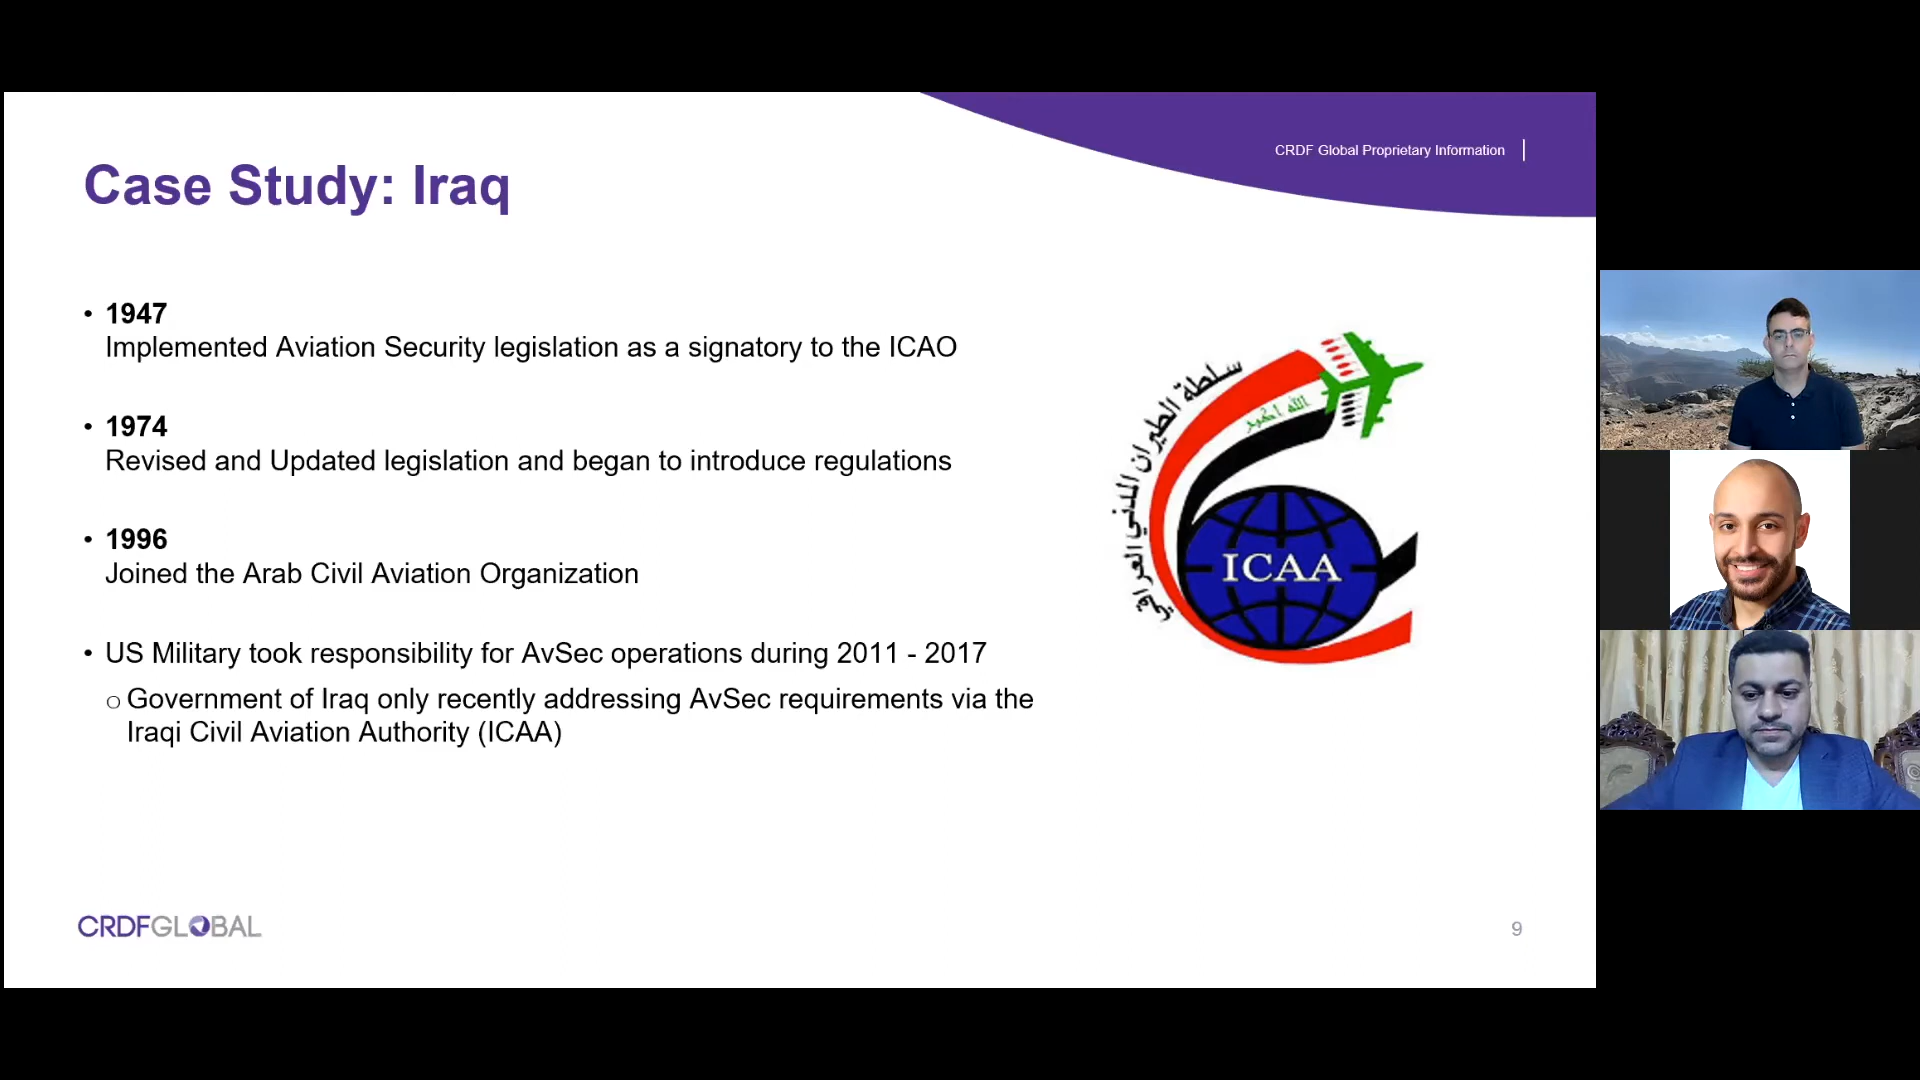 CRDF Global Proprietary Information
Case Study: Iraq
• 1947
Implemented Aviation Security legislation as a signatory to the ICAO
• 1974
Revised and Updated legislation and began to introduce regulations
• 1996
Joined the Arab Civil Aviation Organization
• US Military took responsibility for AvSec operations during 2011 - 2017
o Government of Iraq only recently addressing AvSec requirements via the
Iraqi Civil Aviation Authority (ICAA)
سلطة الطيران المدني العراقي
الله اكبر
ICAA
CRDFGLOBAL
9